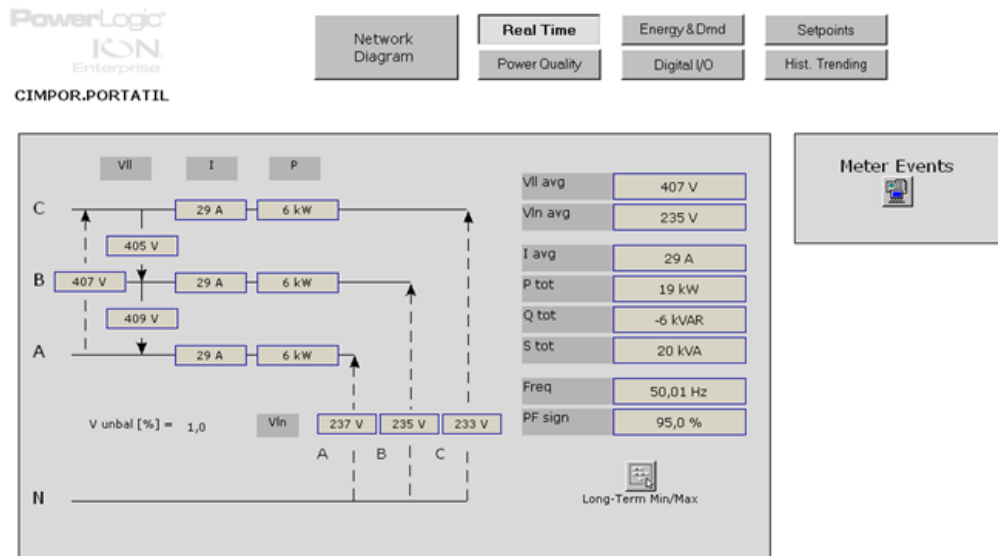 PowerLogic®
ION
Enterprise
CIMPOR.PORTATIL
Network
Diagram
Real Time
Energy&Dmd
Setpoints
Power Quality
Digital I/O
Hist. Trending
Vll
I
P
C
29 A
6 kW
405 V
B
407 V
29 A
6 kW
409 V
A
29 A
6 kW
V unbal [%] = 1,0
Vln
237 V
235 V
233 V
A
B
C
N
Vll avg
407 V
Vln avg
235 V
I avg
29 A
P tot
19 kW
Q tot
-6 kVAR
S tot
20 kVA
Freq
50,01 Hz
PF sign
95,0 %
Long-Term Min/Max
Meter Events